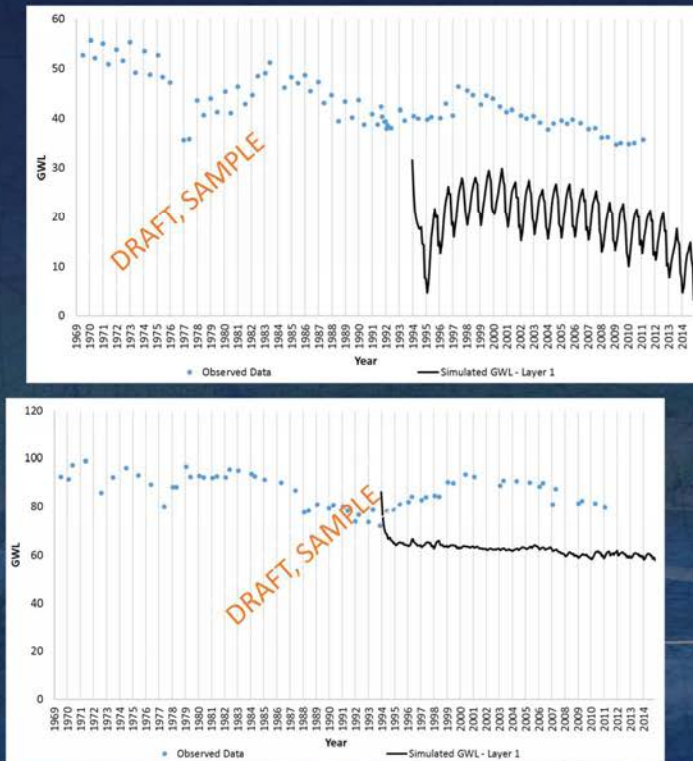 60
50
40
30
20
10
0
GWL
DRAFT, SAMPLE
1969 1970 1971 1972 1973 1974 1975 1976 1977 1978 1979 1980 1981 1982 1983 1984 1985 1986 1987 1988 1989 1990 1991 1992 1993 1994 1995 1996 1997 1998 1999 2000 2001 2002 2003 2004 2005 2006 2007 2008 2009 2010 2011 2012 2013 2014
Year
Observed Data Simulated GWL - Layer 1
120
100
80
60
40
20
0
GWL
DRAFT, SAMPLE
1969 1970 1971 1972 1973 1974 1975 1976 1977 1978 1979 1980 1981 1982 1983 1984 1985 1986 1987 1988 1989 1990 1991 1992 1993 1994 1995 1996 1997 1998 1999 2000 2001 2002 2003 2004 2005 2006 2007 2008 2009 2010 2011 2012 2013 2014
Year
Observed Data Simulated GWL - Layer 1